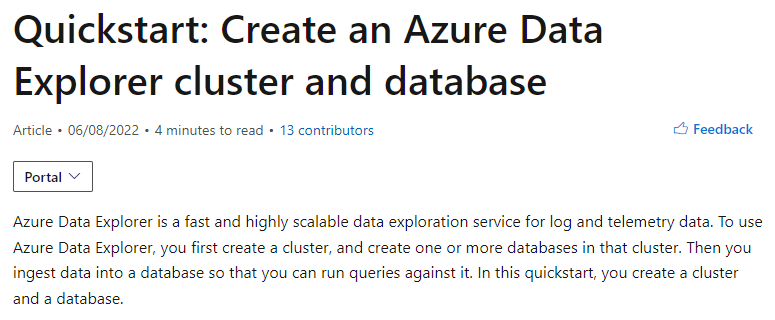 Quickstart: Create an Azure Data
Explorer cluster and database
Article • 06/08/2022 • 4 minutes to read • 13 contributors
Feedback
Portal
Azure Data Explorer is a fast and highly scalable data exploration service for log and telemetry data. To use
Azure Data Explorer, you first create a cluster, and create one or more databases in that cluster. Then you
ingest data into a database so that you can run queries against it. In this quickstart, you create a cluster
and a database.